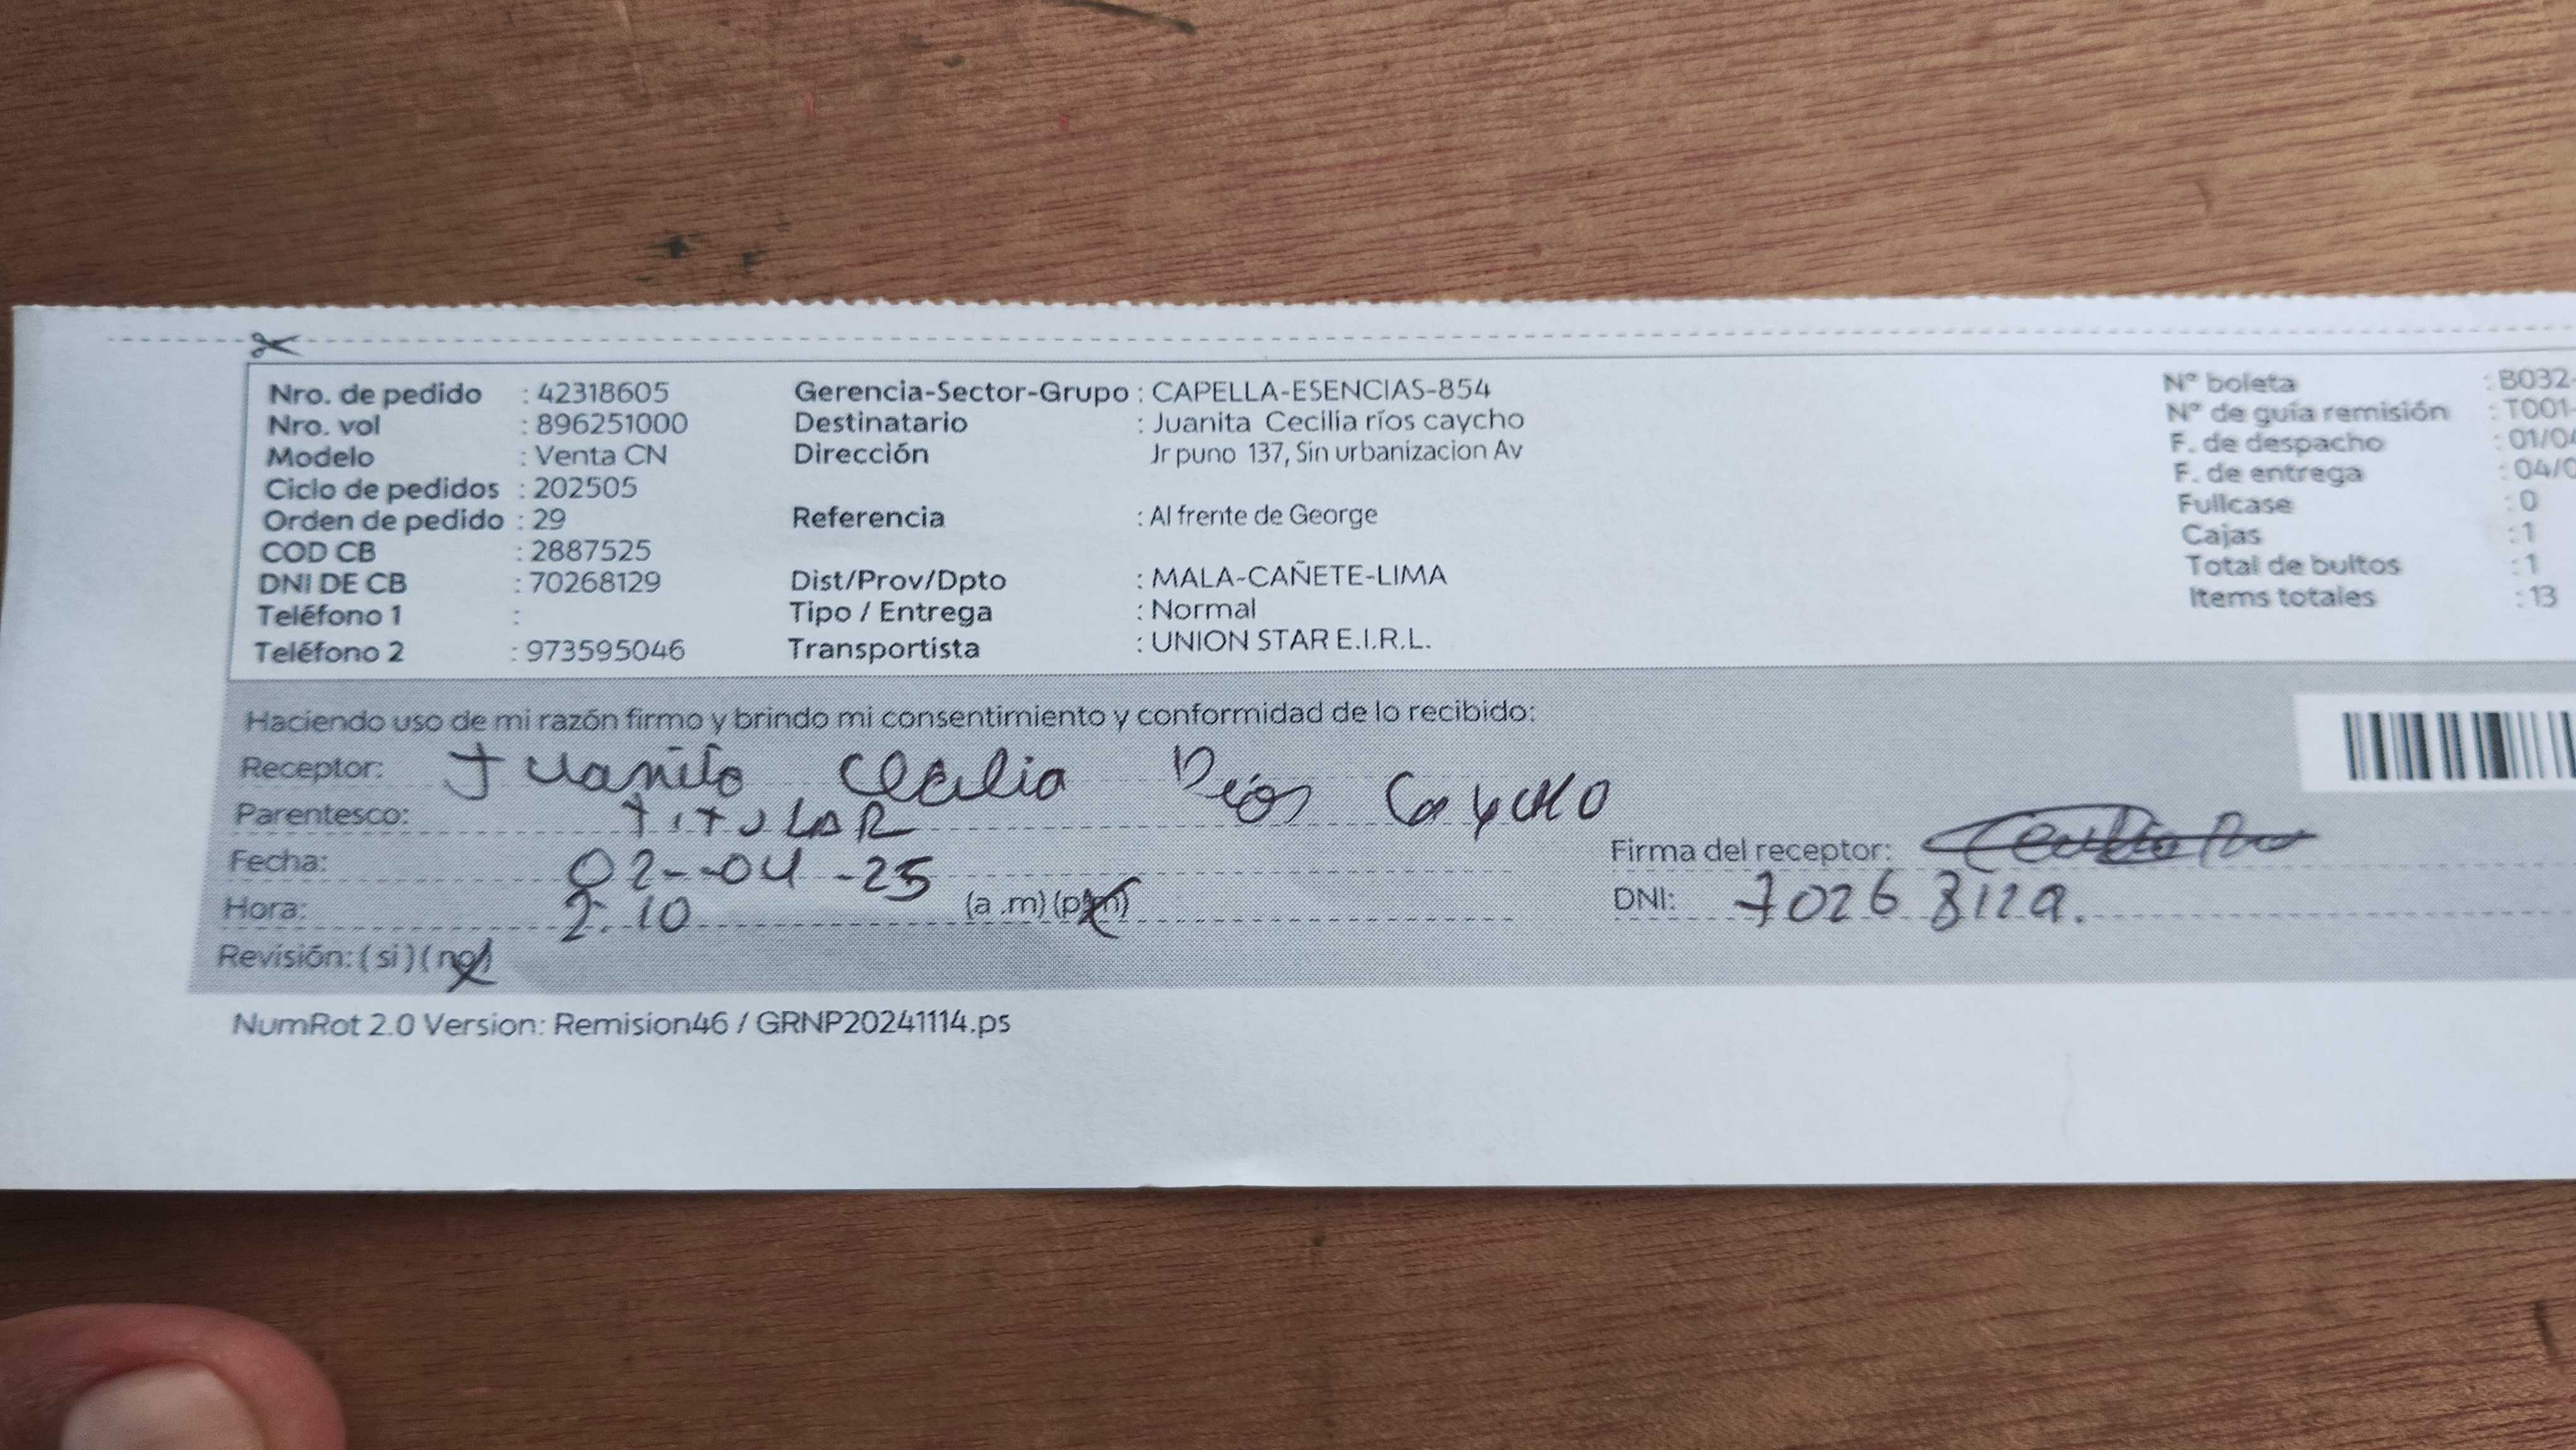 Nro. de pedido : 42318605 Gerencia-Sector-Grupo : CAPELLA-ESENCIAS-854 N° boleta : B032-
Nro. vol : 896251000 Destinatario : Juanita Cecilia ríos caycho N° de guía remisión : T001-
Modelo : Venta CN Dirección Jr puno 137, Sin urbanizacion Av F. de despacho : 01/04
Ciclo de pedidos : 202505 F. de entrega : 04/0
Orden de pedido : 29 Referencia : Al frente de George Fullcase : 0
COD CB : 2887525 Cajas : 1
DNI DE CB : 70268129 Dist/Prov/Dpto : MALA-CAÑETE-LIMA Total de bultos : 1
Teléfono 1 : Tipo / Entrega : Normal Items totales : 13
Teléfono 2 : 973595046 Transportista : UNION STAR E.I.R.L.
Haciendo uso de mi razón firmo y brindo mi consentimiento y conformidad de lo recibido:
Receptor: Juanita Cecilia Ríos Caycho
Parentesco: TITULAR
Firma del receptor:
Fecha: 02-04-25
DNI: 70268129.
Hora: 2:10 (a .m) (p.m)
Revisión: ( si ) ( no )
NumRot 2.0 Version: Remision46 / GRNP20241114.ps